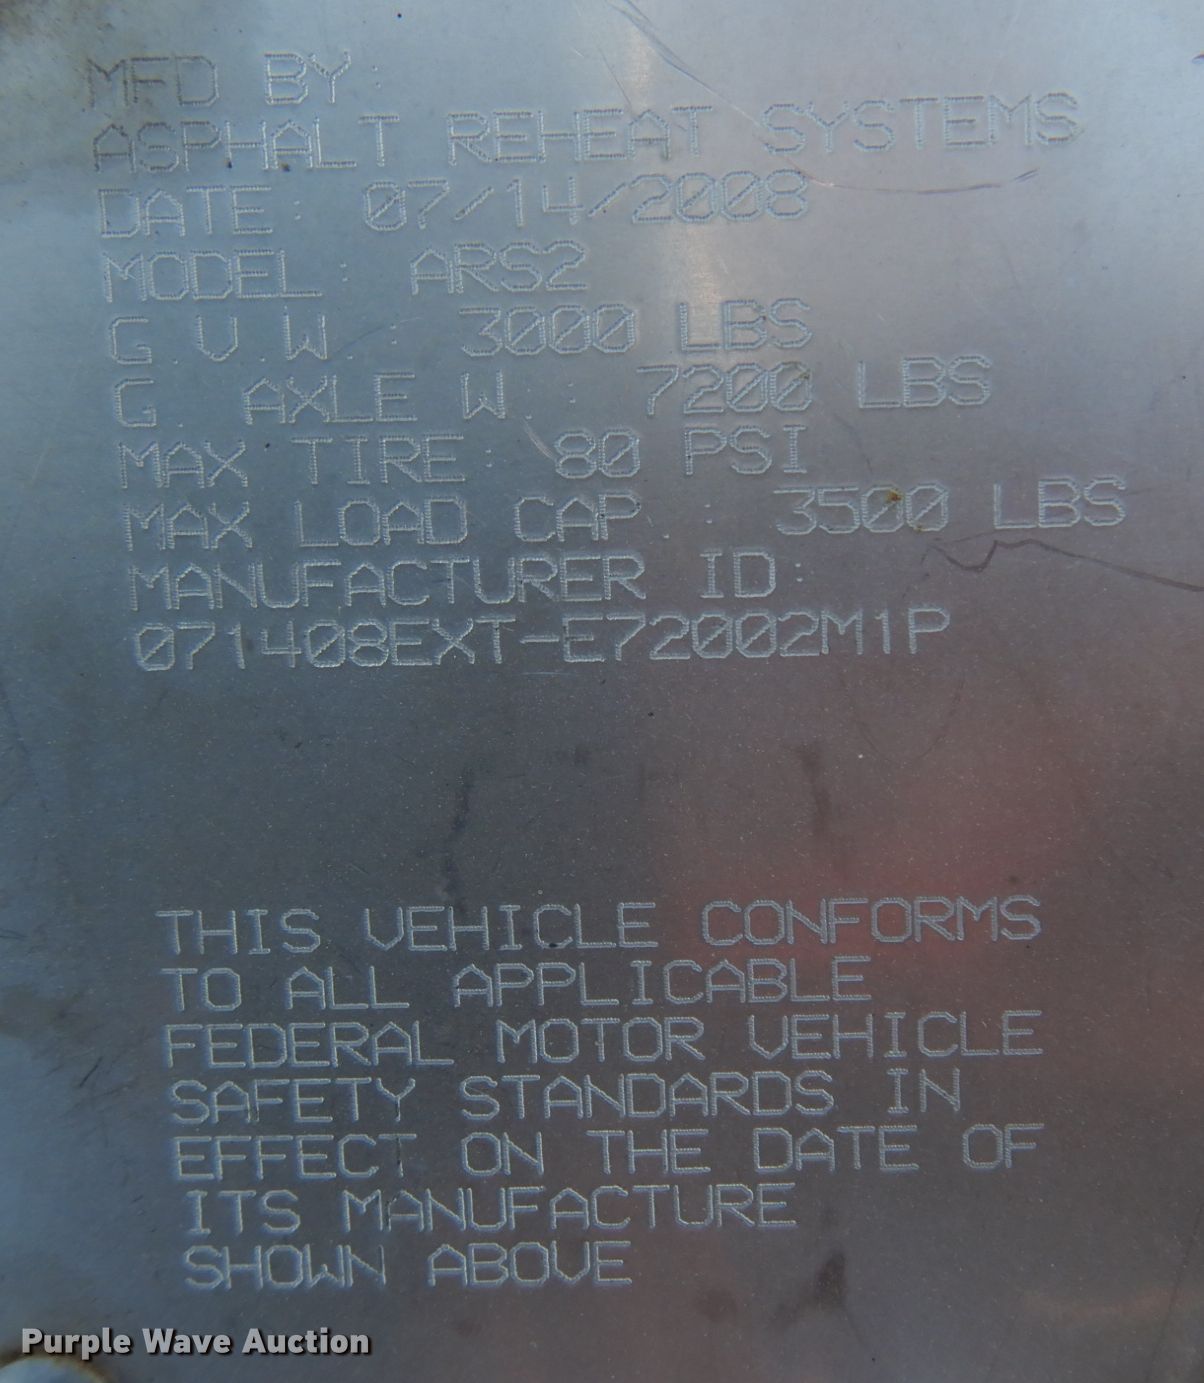 MFD BY:
ASPHALT REHEAT SYSTEMS
DATE: 07/14/2008
MODEL: ARS2
G.V.W.: 3000 LBS
G. AXLE W.: 7200 LBS
MAX TIRE: 80 PSI
MAX LOAD CAP.: 3500 LBS
MANUFACTURER ID:
071408EXT-E72002M1P
THIS VEHICLE CONFORMS
TO ALL APPLICABLE
FEDERAL MOTOR VEHICLE
SAFETY STANDARDS IN
EFFECT ON THE DATE OF
ITS MANUFACTURE
SHOWN ABOVE
Purple Wave Auction